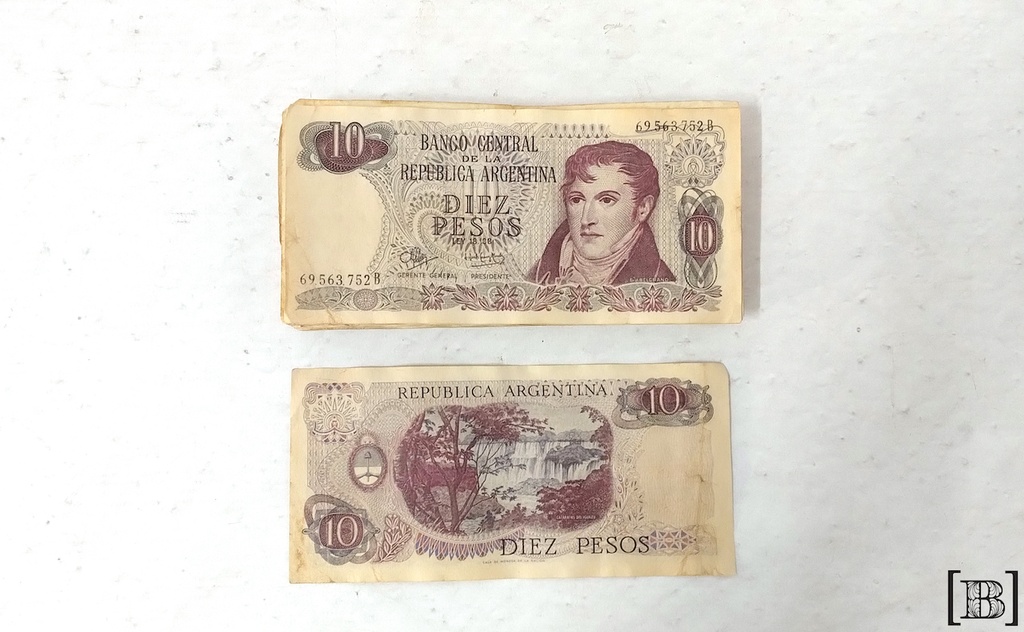 10
69.563.752 B
BANCO CENTRAL
DE LA
REPUBLICA ARGENTINA
DIEZ
PESOS
10
69.563.752 B
GERENTE GENERAL PRESIDENTE
REPUBLICA ARGENTINA
10
10
DIEZ PESOS
[B]